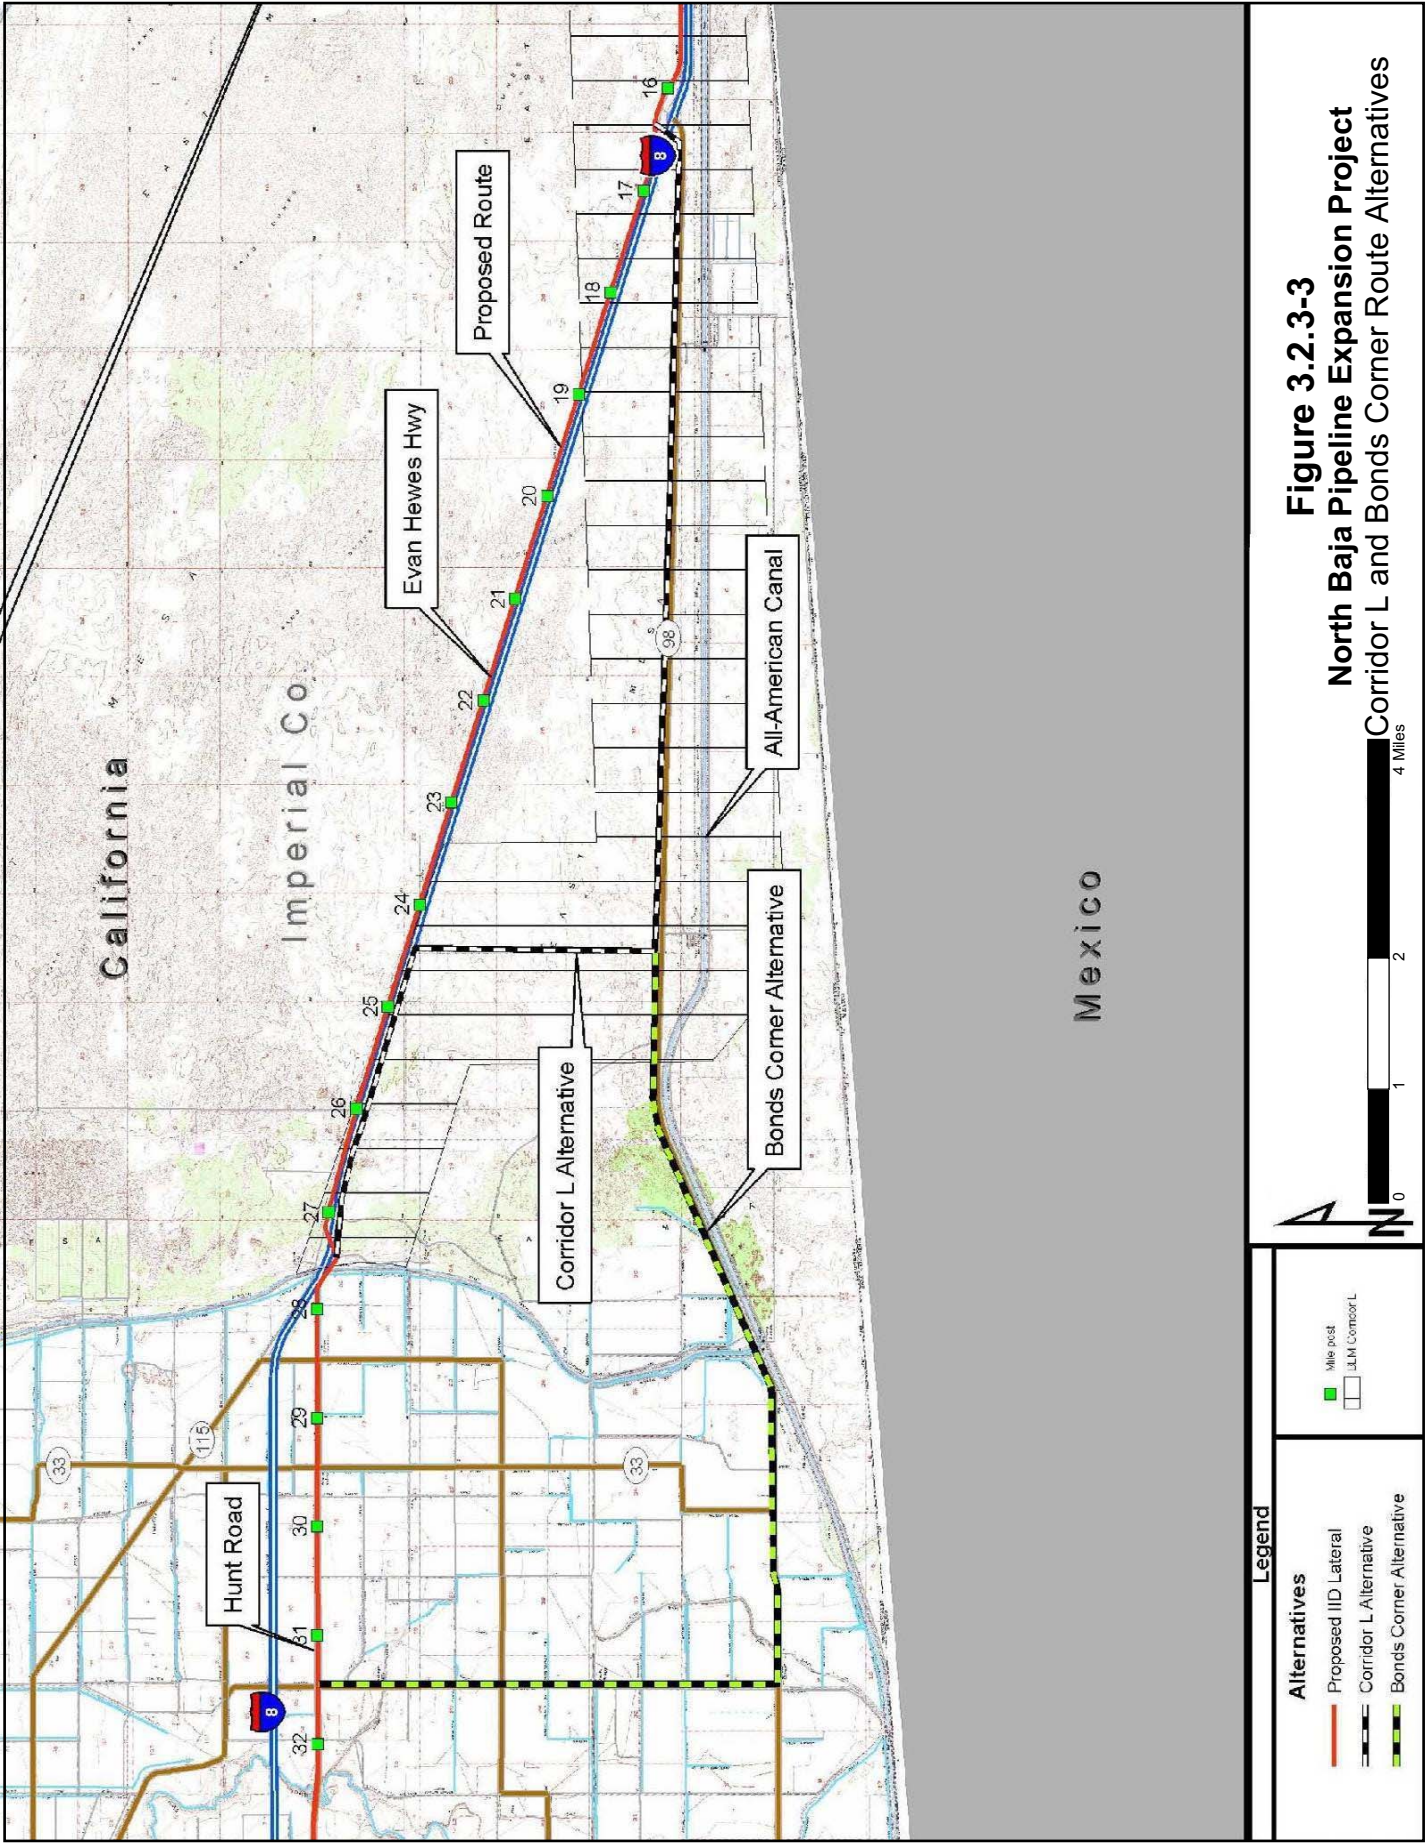 California
Imperial Co.
Mexico
Proposed Route
Evan Hewes Hwy
All-American Canal
Bonds Corner Alternative
Corridor L Alternative
Hunt Road
16
17
18
19
20
21
22
23
24
25
26
27
28
29
30
31
32
8
8
98
33
33
115
Legend
Alternatives
Proposed IID Lateral
Corridor L Alternative
Bonds Corner Alternative
Mile post
BLM Corridor L
N
0 1 2 4 Miles
Figure 3.2.3-3
North Baja Pipeline Expansion Project
Corridor L and Bonds Corner Route Alternatives